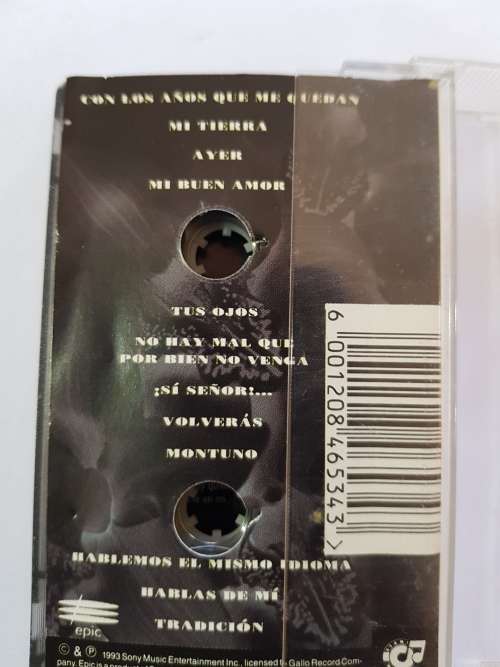 CON LOS AÑOS QUE ME QUEDAN
MI TIERRA
AYER
MI BUEN AMOR
TUS OJOS
NO HAY MAL QUE
POR BIEN NO VENGA
¡SÍ SEÑOR!...
VOLVERÁS
MONTUNO
HABLEMOS EL MISMO IDIOMA
HABLAS DE MÍ
TRADICIÓN
6 001208 465343 >
epic
© & ℗ 1993 Sony Music Entertainment Inc., licensed to Gallo Record Com-
pany. Epic is a